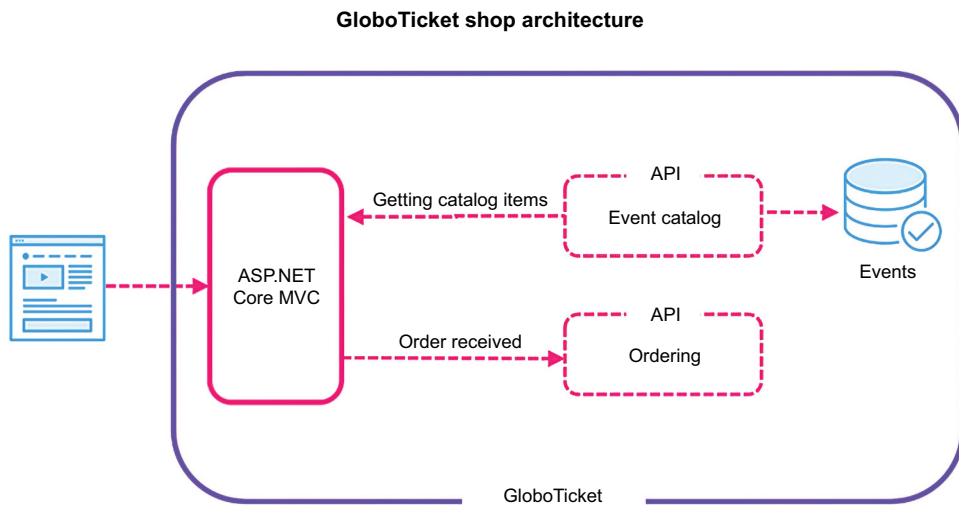 GloboTicket shop architecture
API
Getting catalog items
Event catalog
Events
ASP.NET
Core MVC
API
Order received
Ordering
GloboTicket